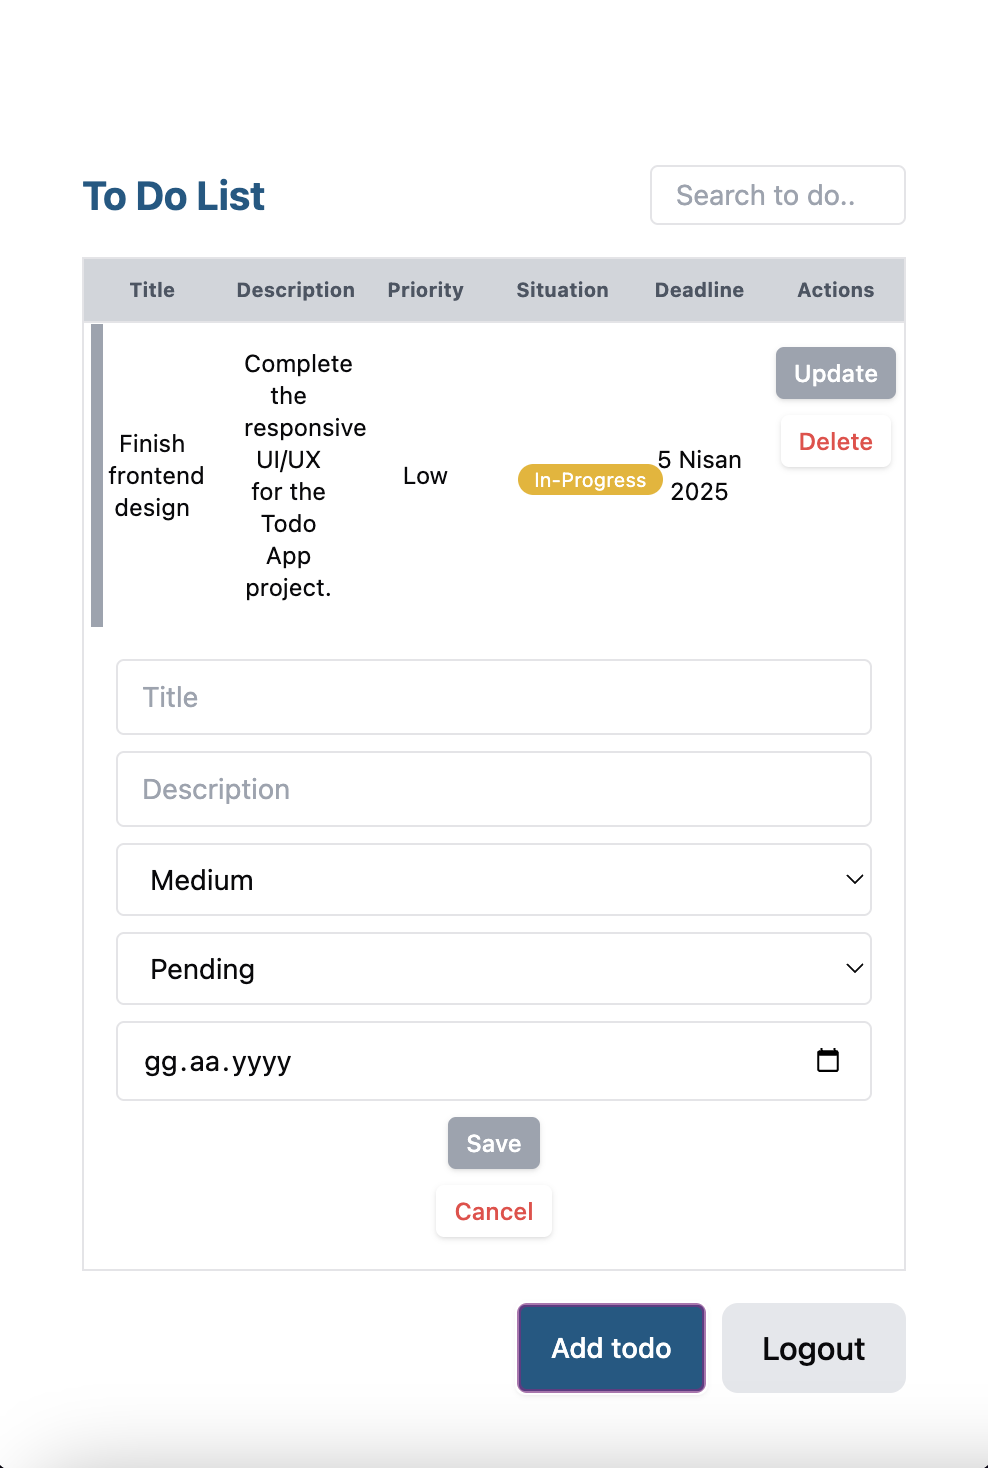 To Do List
Search to do..
Title Description Priority Situation Deadline Actions
Finish
frontend
design
Complete
the
responsive
UI/UX
for the
Todo
App
project.
Low
In-Progress
5 Nisan
2025
Update
Delete
Title
Description
Medium
Pending
gg.aa.yyyy
Save
Cancel
Add todo
Logout